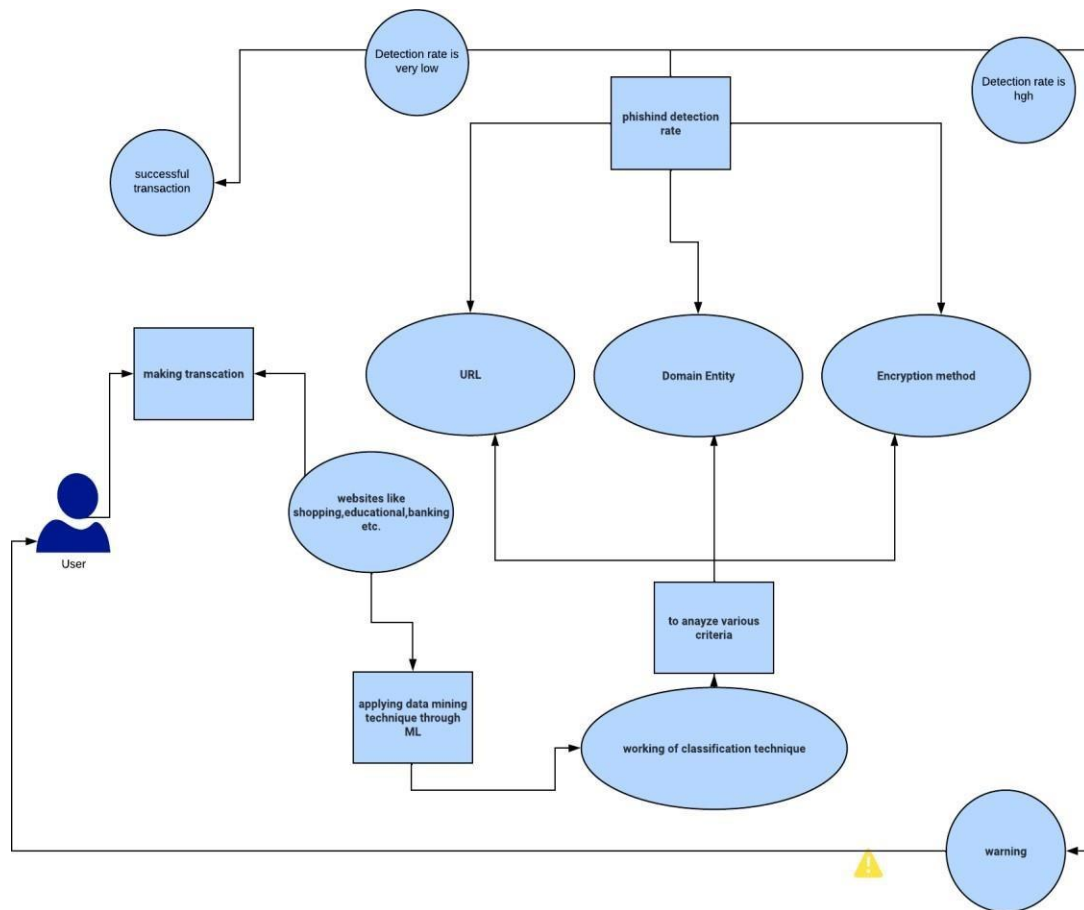 Detection rate is
very low
Detection rate is
hgh
phishind detection
rate
successful
transaction
making transcation
URL
Domain Entity
Encryption method
websites like
shopping,educational,banking
etc.
User
to anayze various
criteria
applying data mining
technique through
ML
working of classification technique
warning